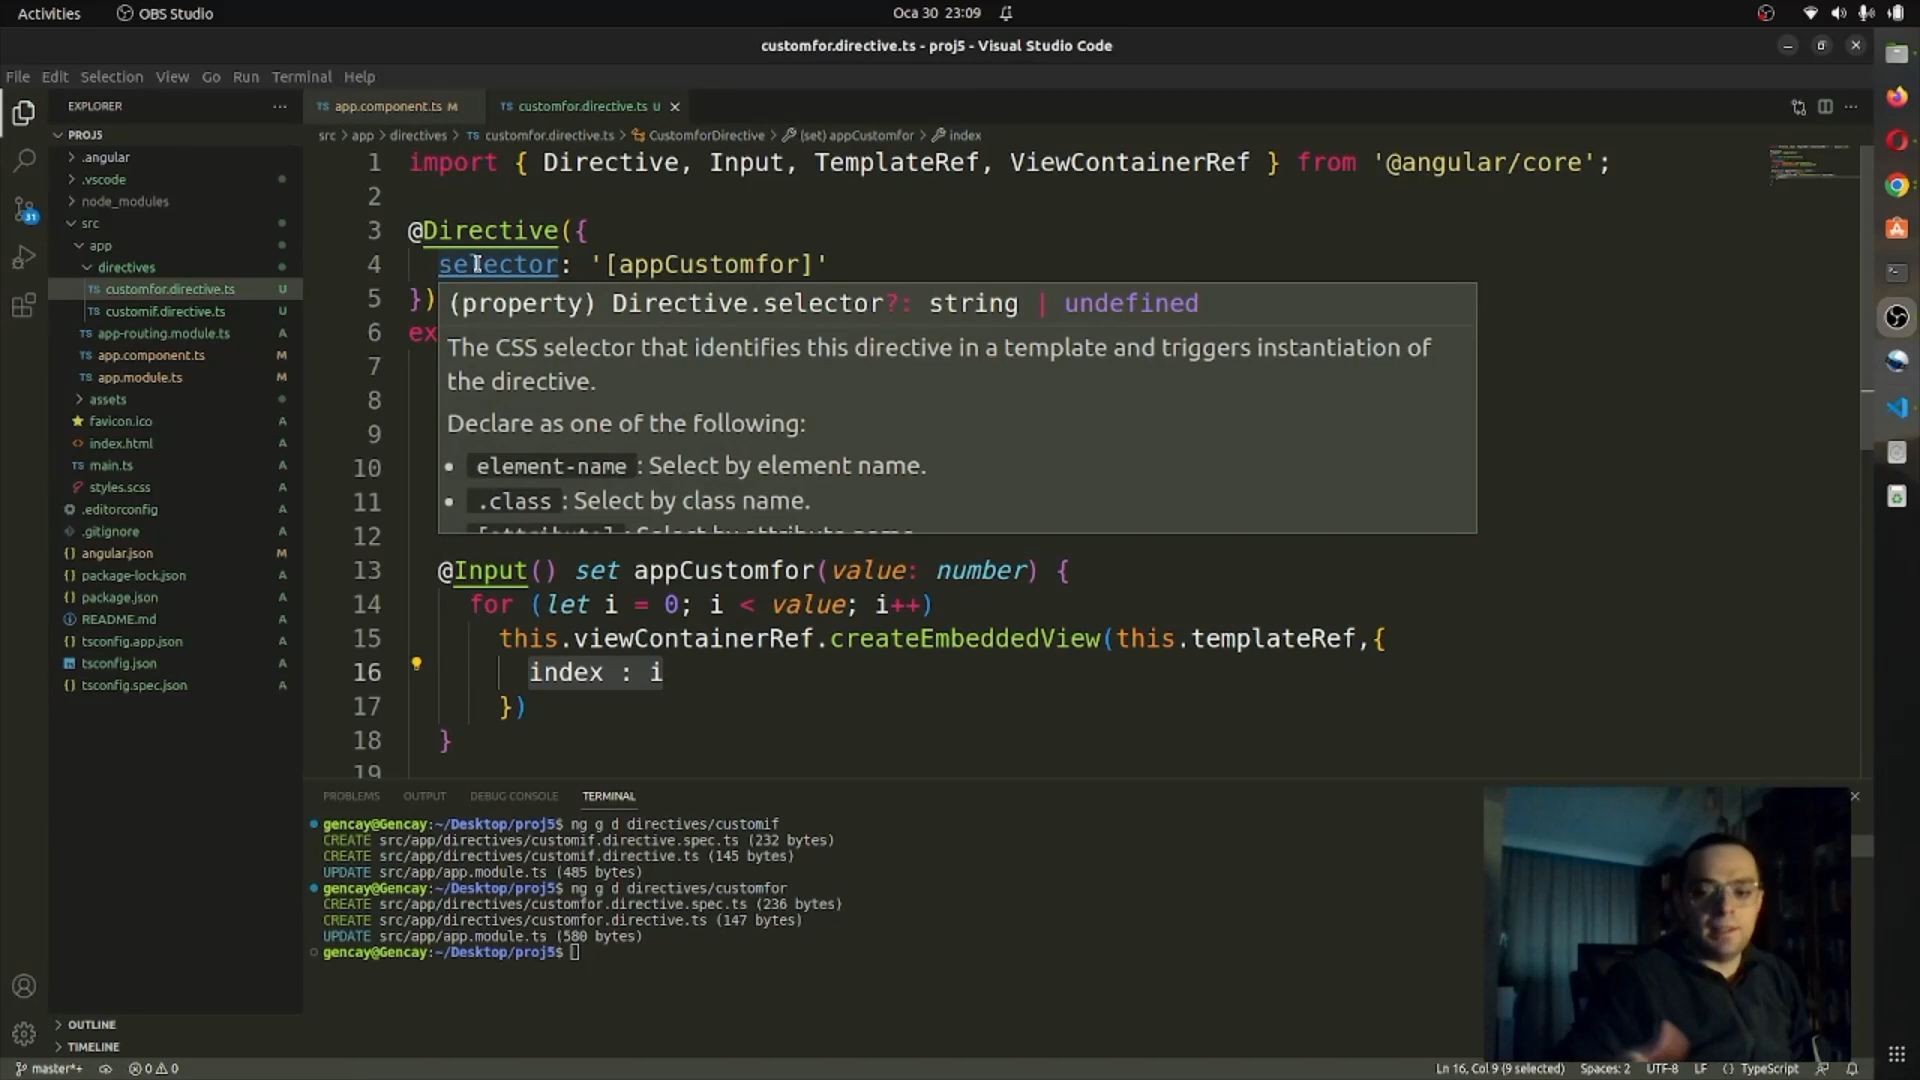 Activities
OBS Studio
Oca 30 23:09
customfor.directive.ts - proj5 - Visual Studio Code
File Edit Selection View Go Run Terminal Help
EXPLORER
PROJ5
.angular
.vscode
node_modules
src
app
directives
customfor.directive.ts U
customif.directive.ts U
app-routing.module.ts A
app.component.ts M
app.module.ts M
assets
favicon.ico A
index.html A
main.ts A
styles.scss A
.editorconfig A
.gitignore A
angular.json M
package-lock.json A
package.json A
README.md A
tsconfig.app.json A
tsconfig.json A
tsconfig.spec.json A
OUTLINE
TIMELINE
31
TS app.component.ts M
TS customfor.directive.ts U
src > app > directives > TS customfor.directive.ts > CustomforDirective > (set) appCustomfor > index
1 import { Directive, Input, TemplateRef, ViewContainerRef } from '@angular/core';
2
3 @Directive({
4 selector: '[appCustomfor]'
5 })
6 ex
7
8
9
10
11
12
(property) Directive.selector?: string | undefined
The CSS selector that identifies this directive in a template and triggers instantiation of
the directive.
Declare as one of the following:
• element-name : Select by element name.
• .class : Select by class name.
13 @Input() set appCustomfor(value: number) {
14 for (let i = 0; i < value; i++)
15 this.viewContainerRef.createEmbeddedView(this.templateRef,{
16 index : i
17 })
18 }
19
PROBLEMS OUTPUT DEBUG CONSOLE TERMINAL
gencay@Gencay:~/Desktop/proj5$ ng g d directives/customif
CREATE src/app/directives/customif.directive.spec.ts (232 bytes)
CREATE src/app/directives/customif.directive.ts (145 bytes)
UPDATE src/app/app.module.ts (485 bytes)
gencay@Gencay:~/Desktop/proj5$ ng g d directives/customfor
CREATE src/app/directives/customfor.directive.spec.ts (236 bytes)
CREATE src/app/directives/customfor.directive.ts (147 bytes)
UPDATE src/app/app.module.ts (580 bytes)
gencay@Gencay:~/Desktop/proj5$
master*+ 0 0
Ln 16, Col 9 (9 selected) Spaces: 2 UTF-8 LF {} TypeScript